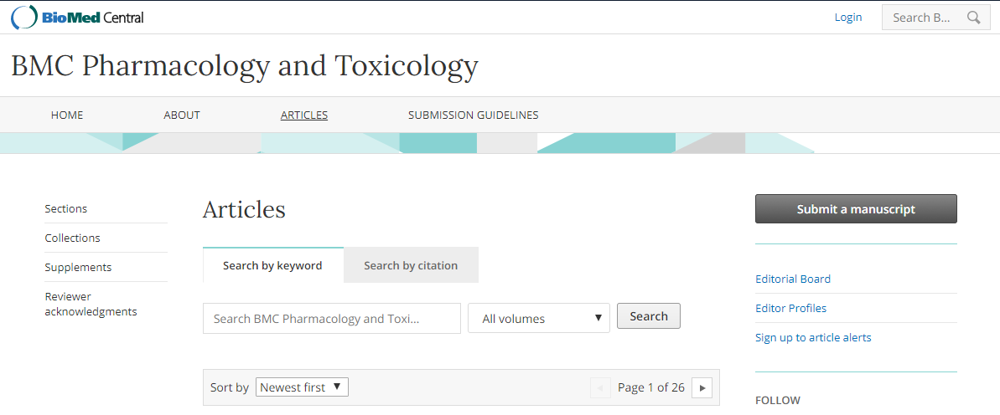 BioMed Central
Login
Search B...
BMC Pharmacology and Toxicology
HOME
ABOUT
ARTICLES
SUBMISSION GUIDELINES
Sections
Collections
Supplements
Reviewer
acknowledgments
Articles
Search by keyword
Search by citation
Search BMC Pharmacology and Toxi...
All volumes
Search
Sort by
Newest first
Page 1 of 26
Submit a manuscript
Editorial Board
Editor Profiles
Sign up to article alerts
FOLLOW